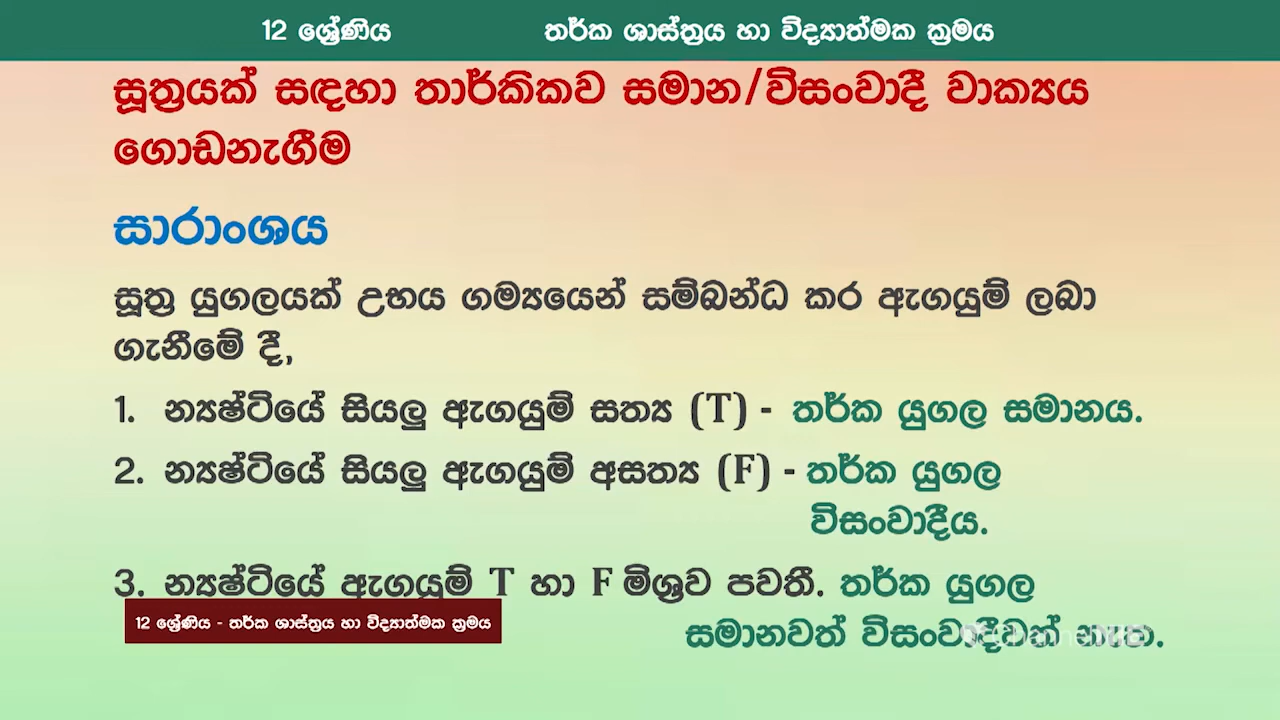 12 ශ්‍රේණිය තර්ක ශාස්ත්‍රය හා විද්‍යාත්මක ක්‍රමය
සූත්‍රයක් සඳහා තාර්කිකව සමාන/විසංවාදී වාක්‍යය
ගොඩනැගීම
සාරාංශය
සූත්‍ර යුගලයක් උභය ගම්‍යයෙන් සම්බන්ධ කර ඇගයුම් ලබා
ගැනීමේ දී,
1. න්‍යෂ්ටියේ සියලු ඇගයුම් සත්‍ය (T) - තර්ක යුගල සමානය.
2. න්‍යෂ්ටියේ සියලු ඇගයුම් අසත්‍ය (F) - තර්ක යුගල
විසංවාදීය.
3. න්‍යෂ්ටියේ ඇගයුම් T හා F මිශ්‍රව පවතී. තර්ක යුගල
12 ශ්‍රේණිය - තර්ක ශාස්ත්‍රය හා විද්‍යාත්මක ක්‍රමය
සමානවත් විසංවාදීවත් නැත.